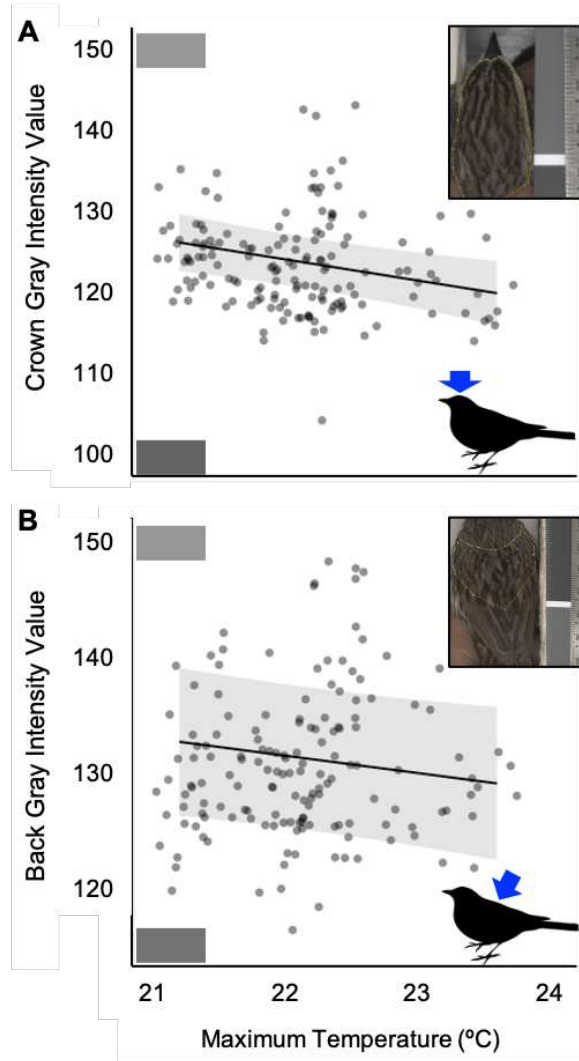 A
150
140
130
120
110
100
Crown Gray Intensity Value
B
150
140
130
120
Back Gray Intensity Value
21 22 23 24
Maximum Temperature (ºC)